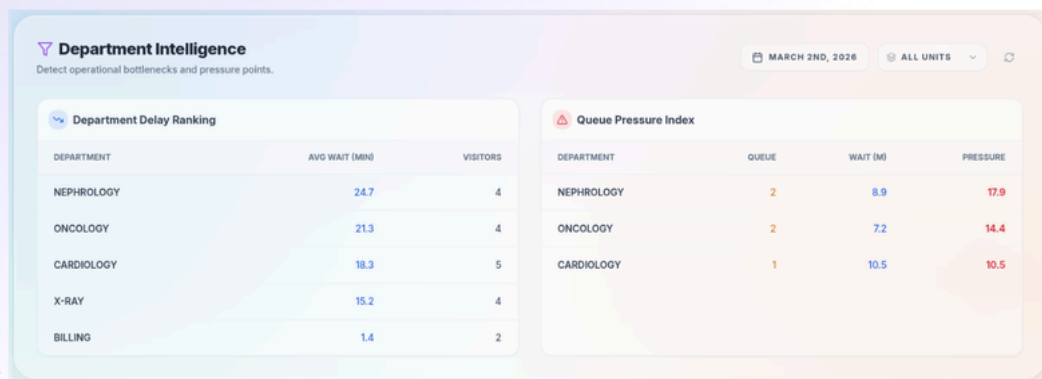 Department Intelligence
Detect operational bottlenecks and pressure points.
MARCH 2ND, 2026
ALL UNITS
Department Delay Ranking
DEPARTMENT AVG WAIT (MIN) VISITORS
NEPHROLOGY 24.7 4
ONCOLOGY 21.3 4
CARDIOLOGY 18.3 5
X-RAY 15.2 4
BILLING 1.4 2
Queue Pressure Index
DEPARTMENT QUEUE WAIT (M) PRESSURE
NEPHROLOGY 2 8.9 17.9
ONCOLOGY 2 7.2 14.4
CARDIOLOGY 1 10.5 10.5